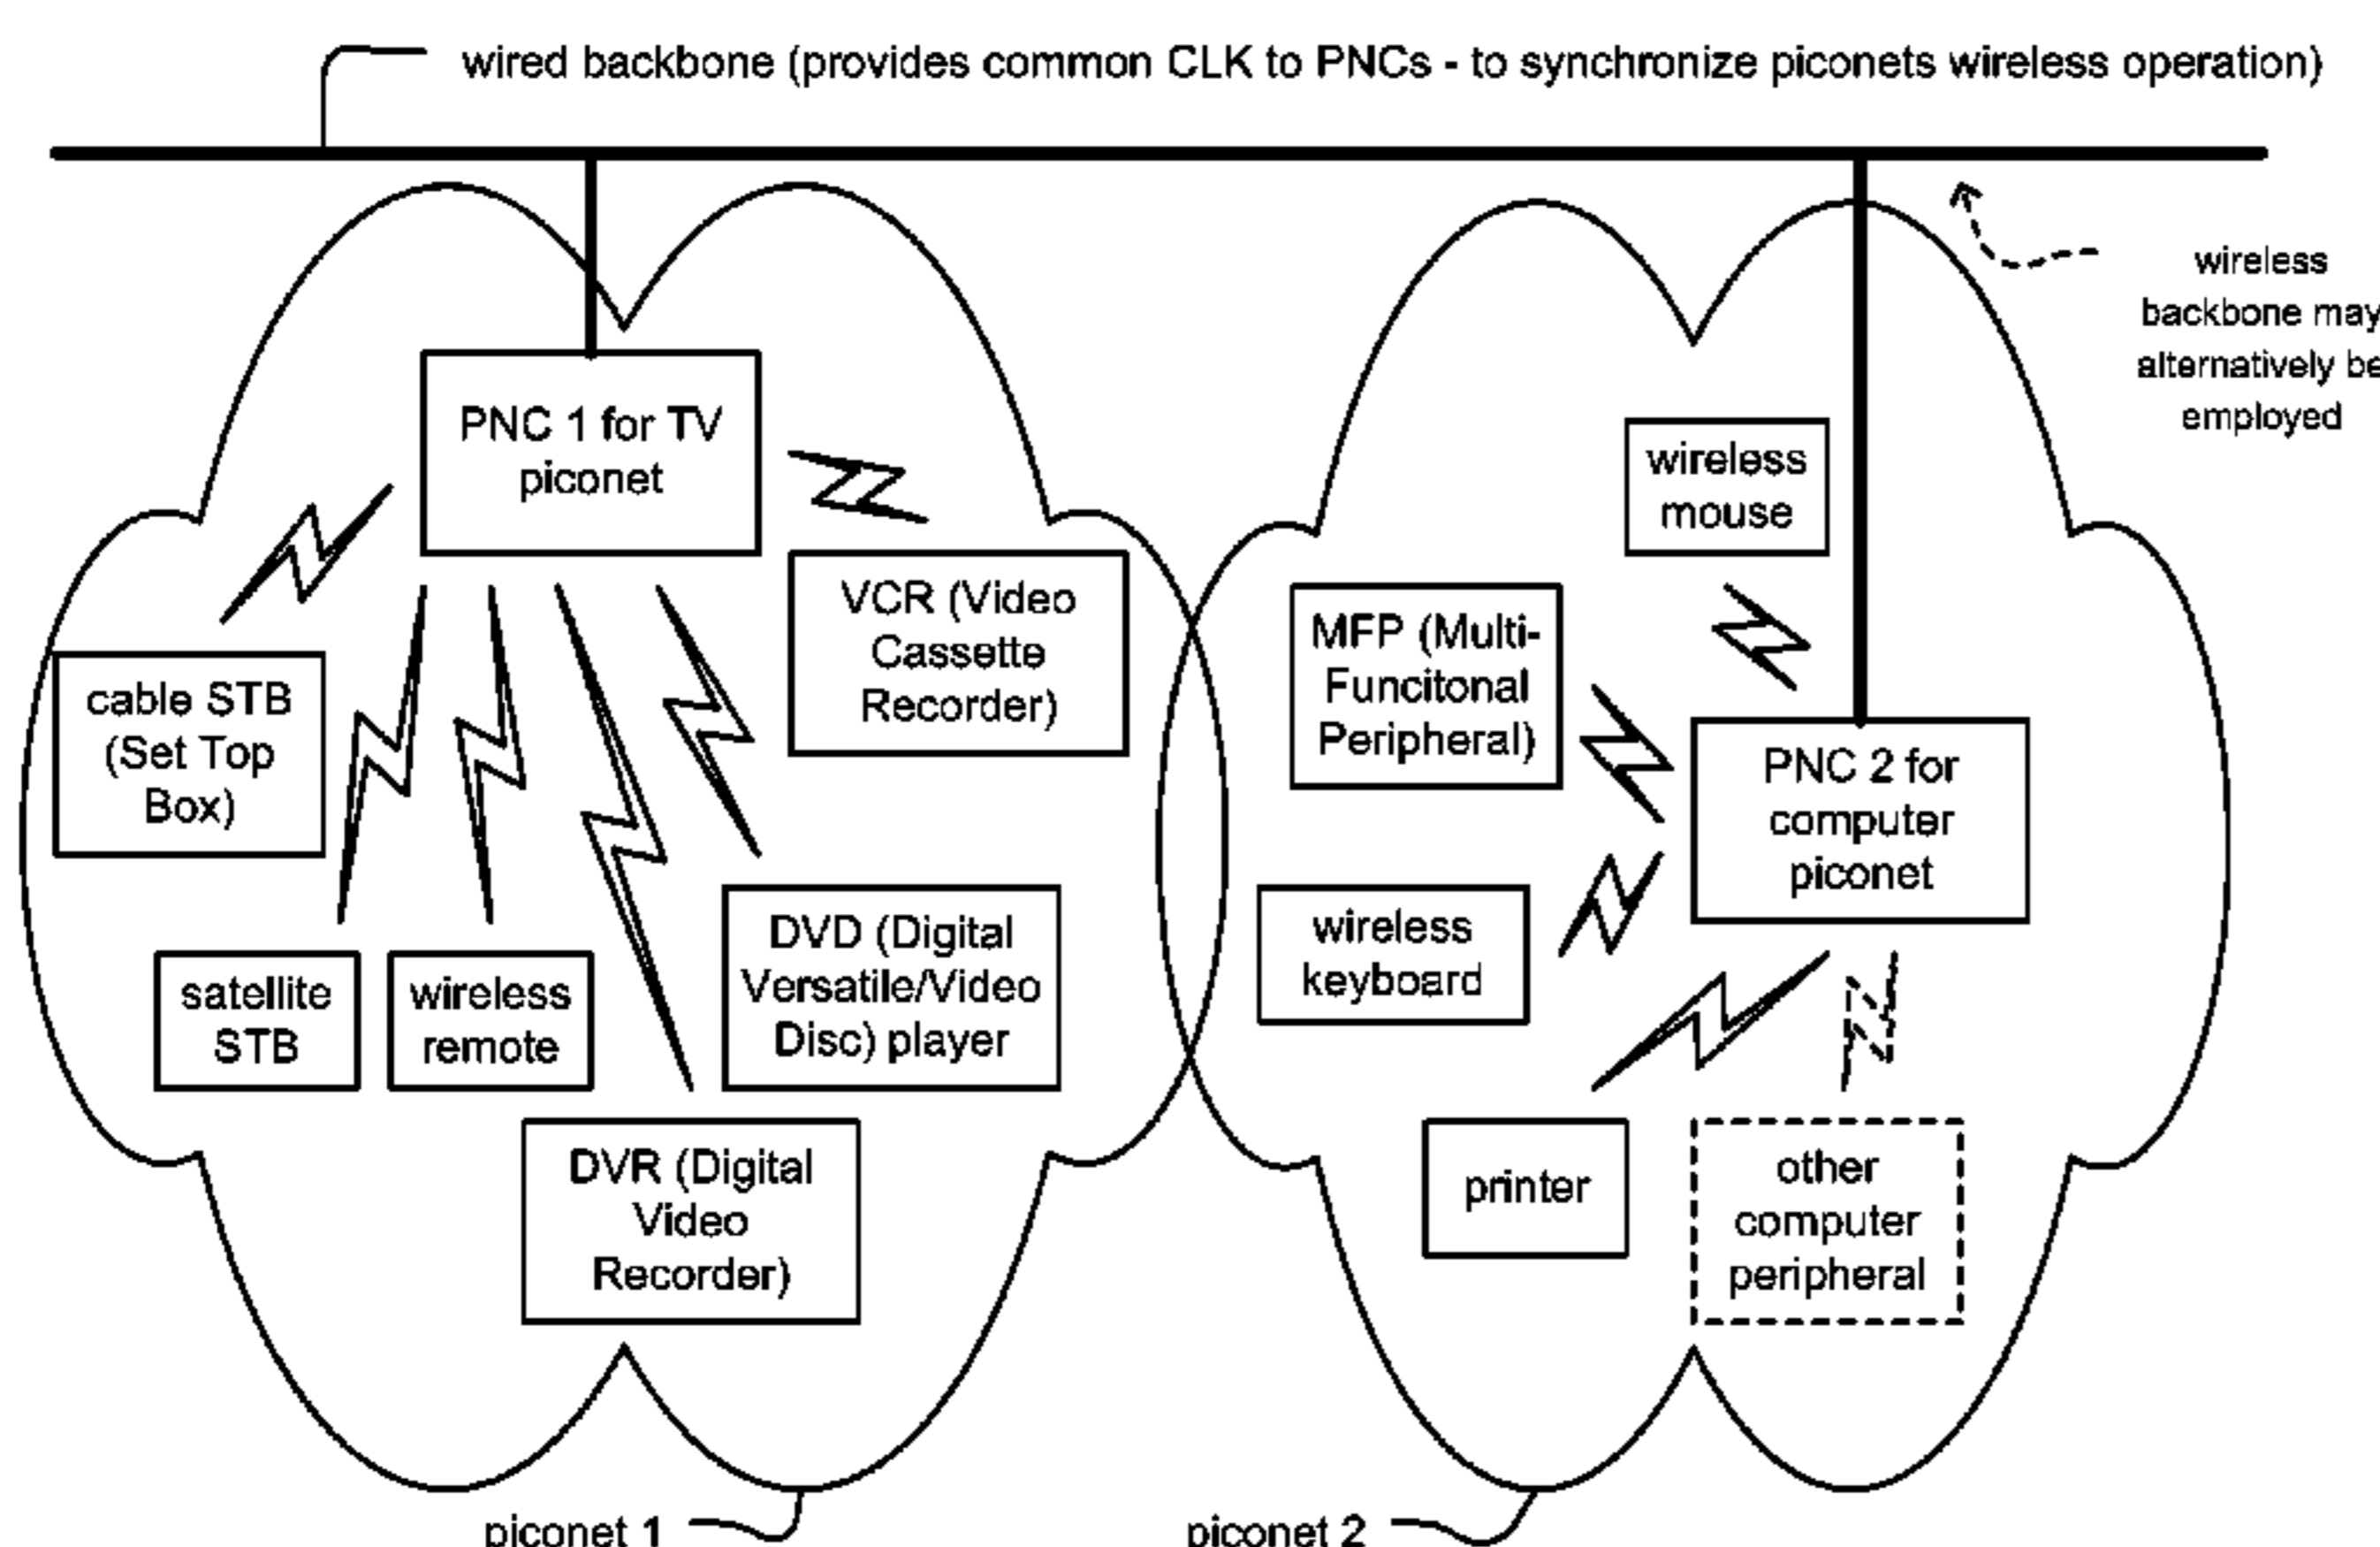 wired backbone (provides common CLK to PNCs - to synchronize piconets wireless operation)
wireless
backbone may
alternatively be
employed
PNC 1 for TV
piconet
VCR (Video
Cassette
Recorder)
cable STB
(Set Top
Box)
satellite
STB
wireless
remote
DVD (Digital
Versatile/Video
Disc) player
DVR (Digital
Video
Recorder)
piconet 1
wireless
mouse
MFP (Multi-
Funcitonal
Peripheral)
PNC 2 for
computer
piconet
wireless
keyboard
printer
other
computer
peripheral
piconet 2